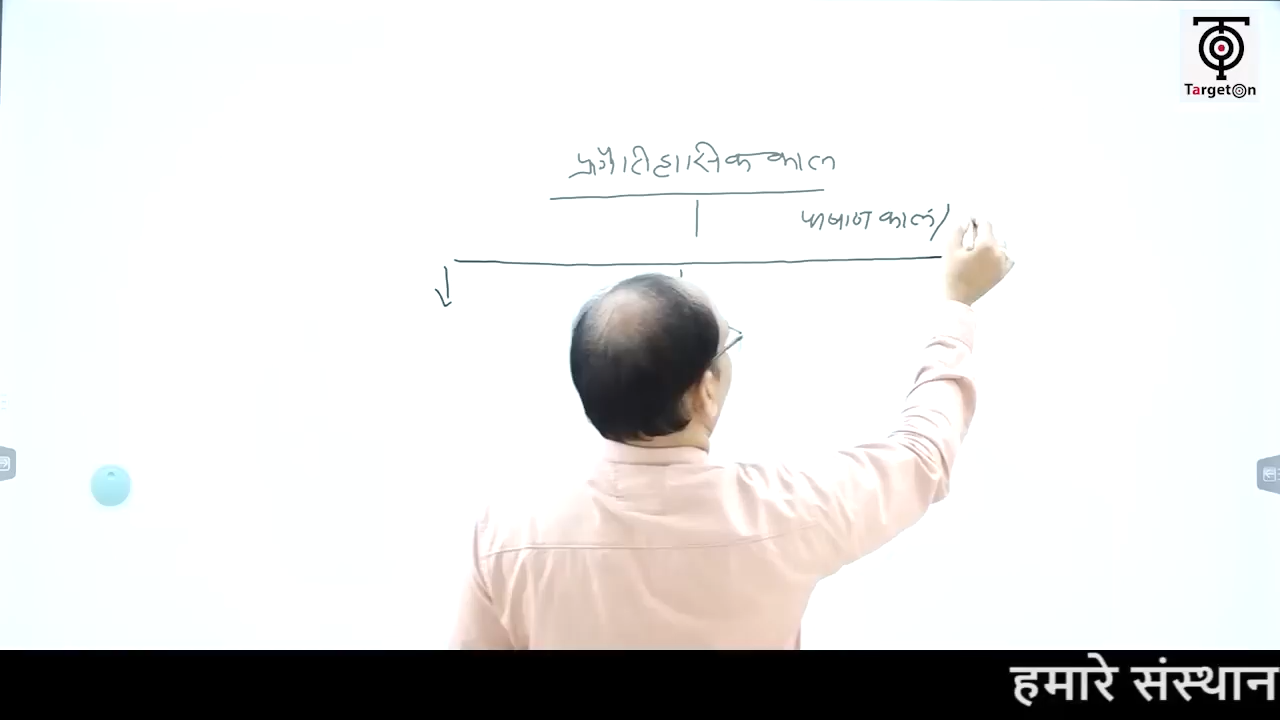 TargetOn
प्रागैतिहासिक काल
पाषाण काल/
हमारे संस्थान